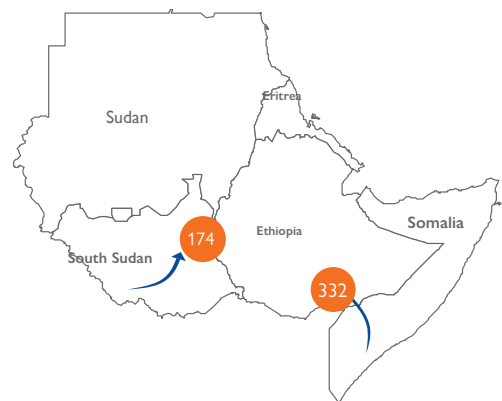 Eritrea
Sudan
Somalia
Ethiopia
174
South Sudan
332